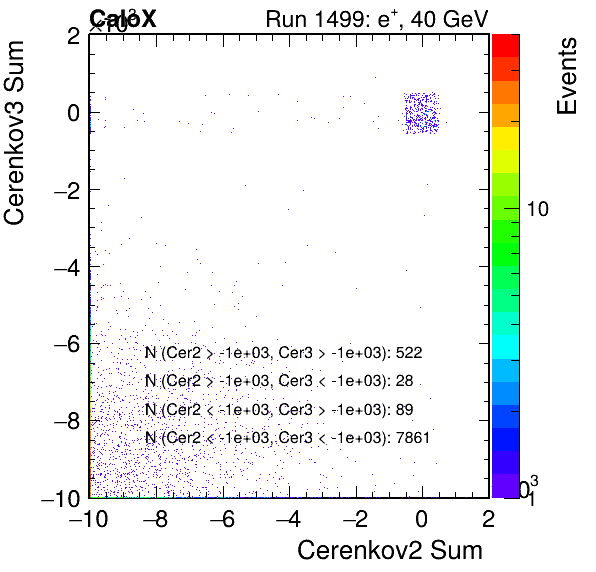 CaloX Run 1499: e+, 40 GeV
×10³
Cerenkov3 Sum
Events
2
0
−2
−4
−6
−8
−10
10
1
N (Cer2 > -1e+03, Cer3 > -1e+03): 522
N (Cer2 > -1e+03, Cer3 < -1e+03): 28
N (Cer2 < -1e+03, Cer3 > -1e+03): 89
N (Cer2 < -1e+03, Cer3 < -1e+03): 7861
−10 −8 −6 −4 −2 0 2
Cerenkov2 Sum